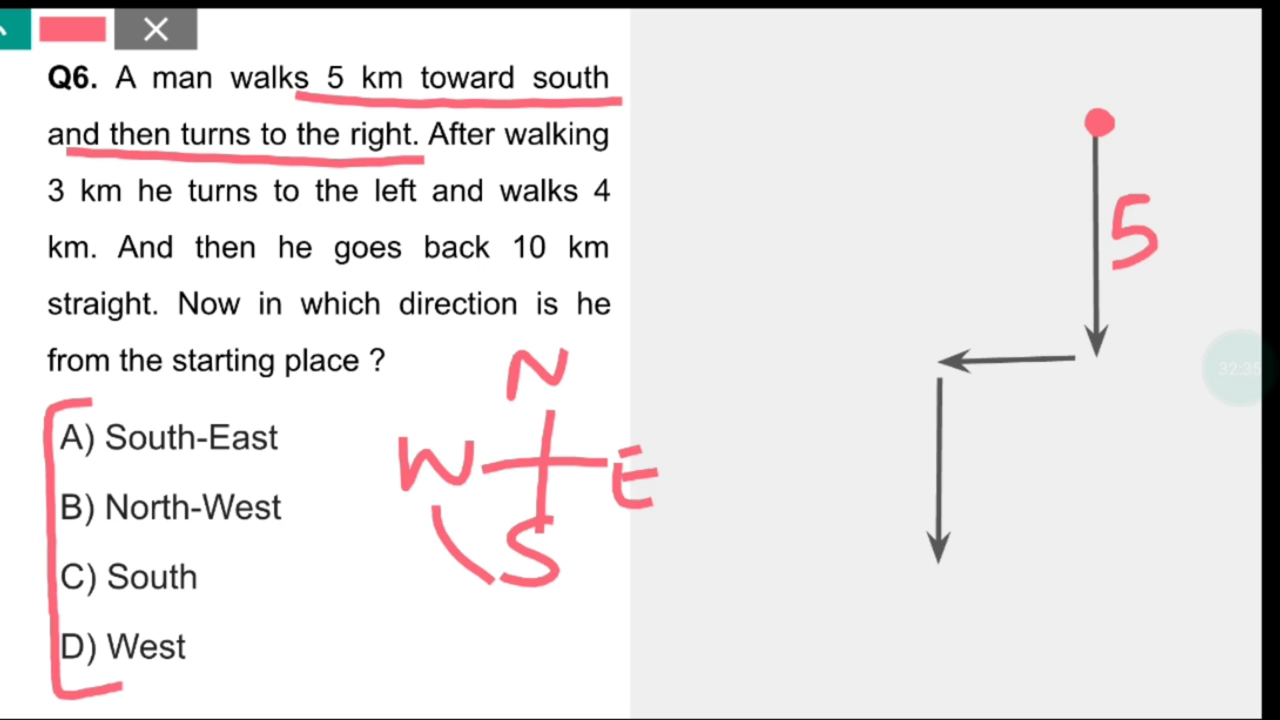 Q6. A man walks 5 km toward south
and then turns to the right. After walking
3 km he turns to the left and walks 4
km. And then he goes back 10 km
straight. Now in which direction is he
from the starting place ?
A) South-East
B) North-West
C) South
D) West
N
W E
S
5
32:35